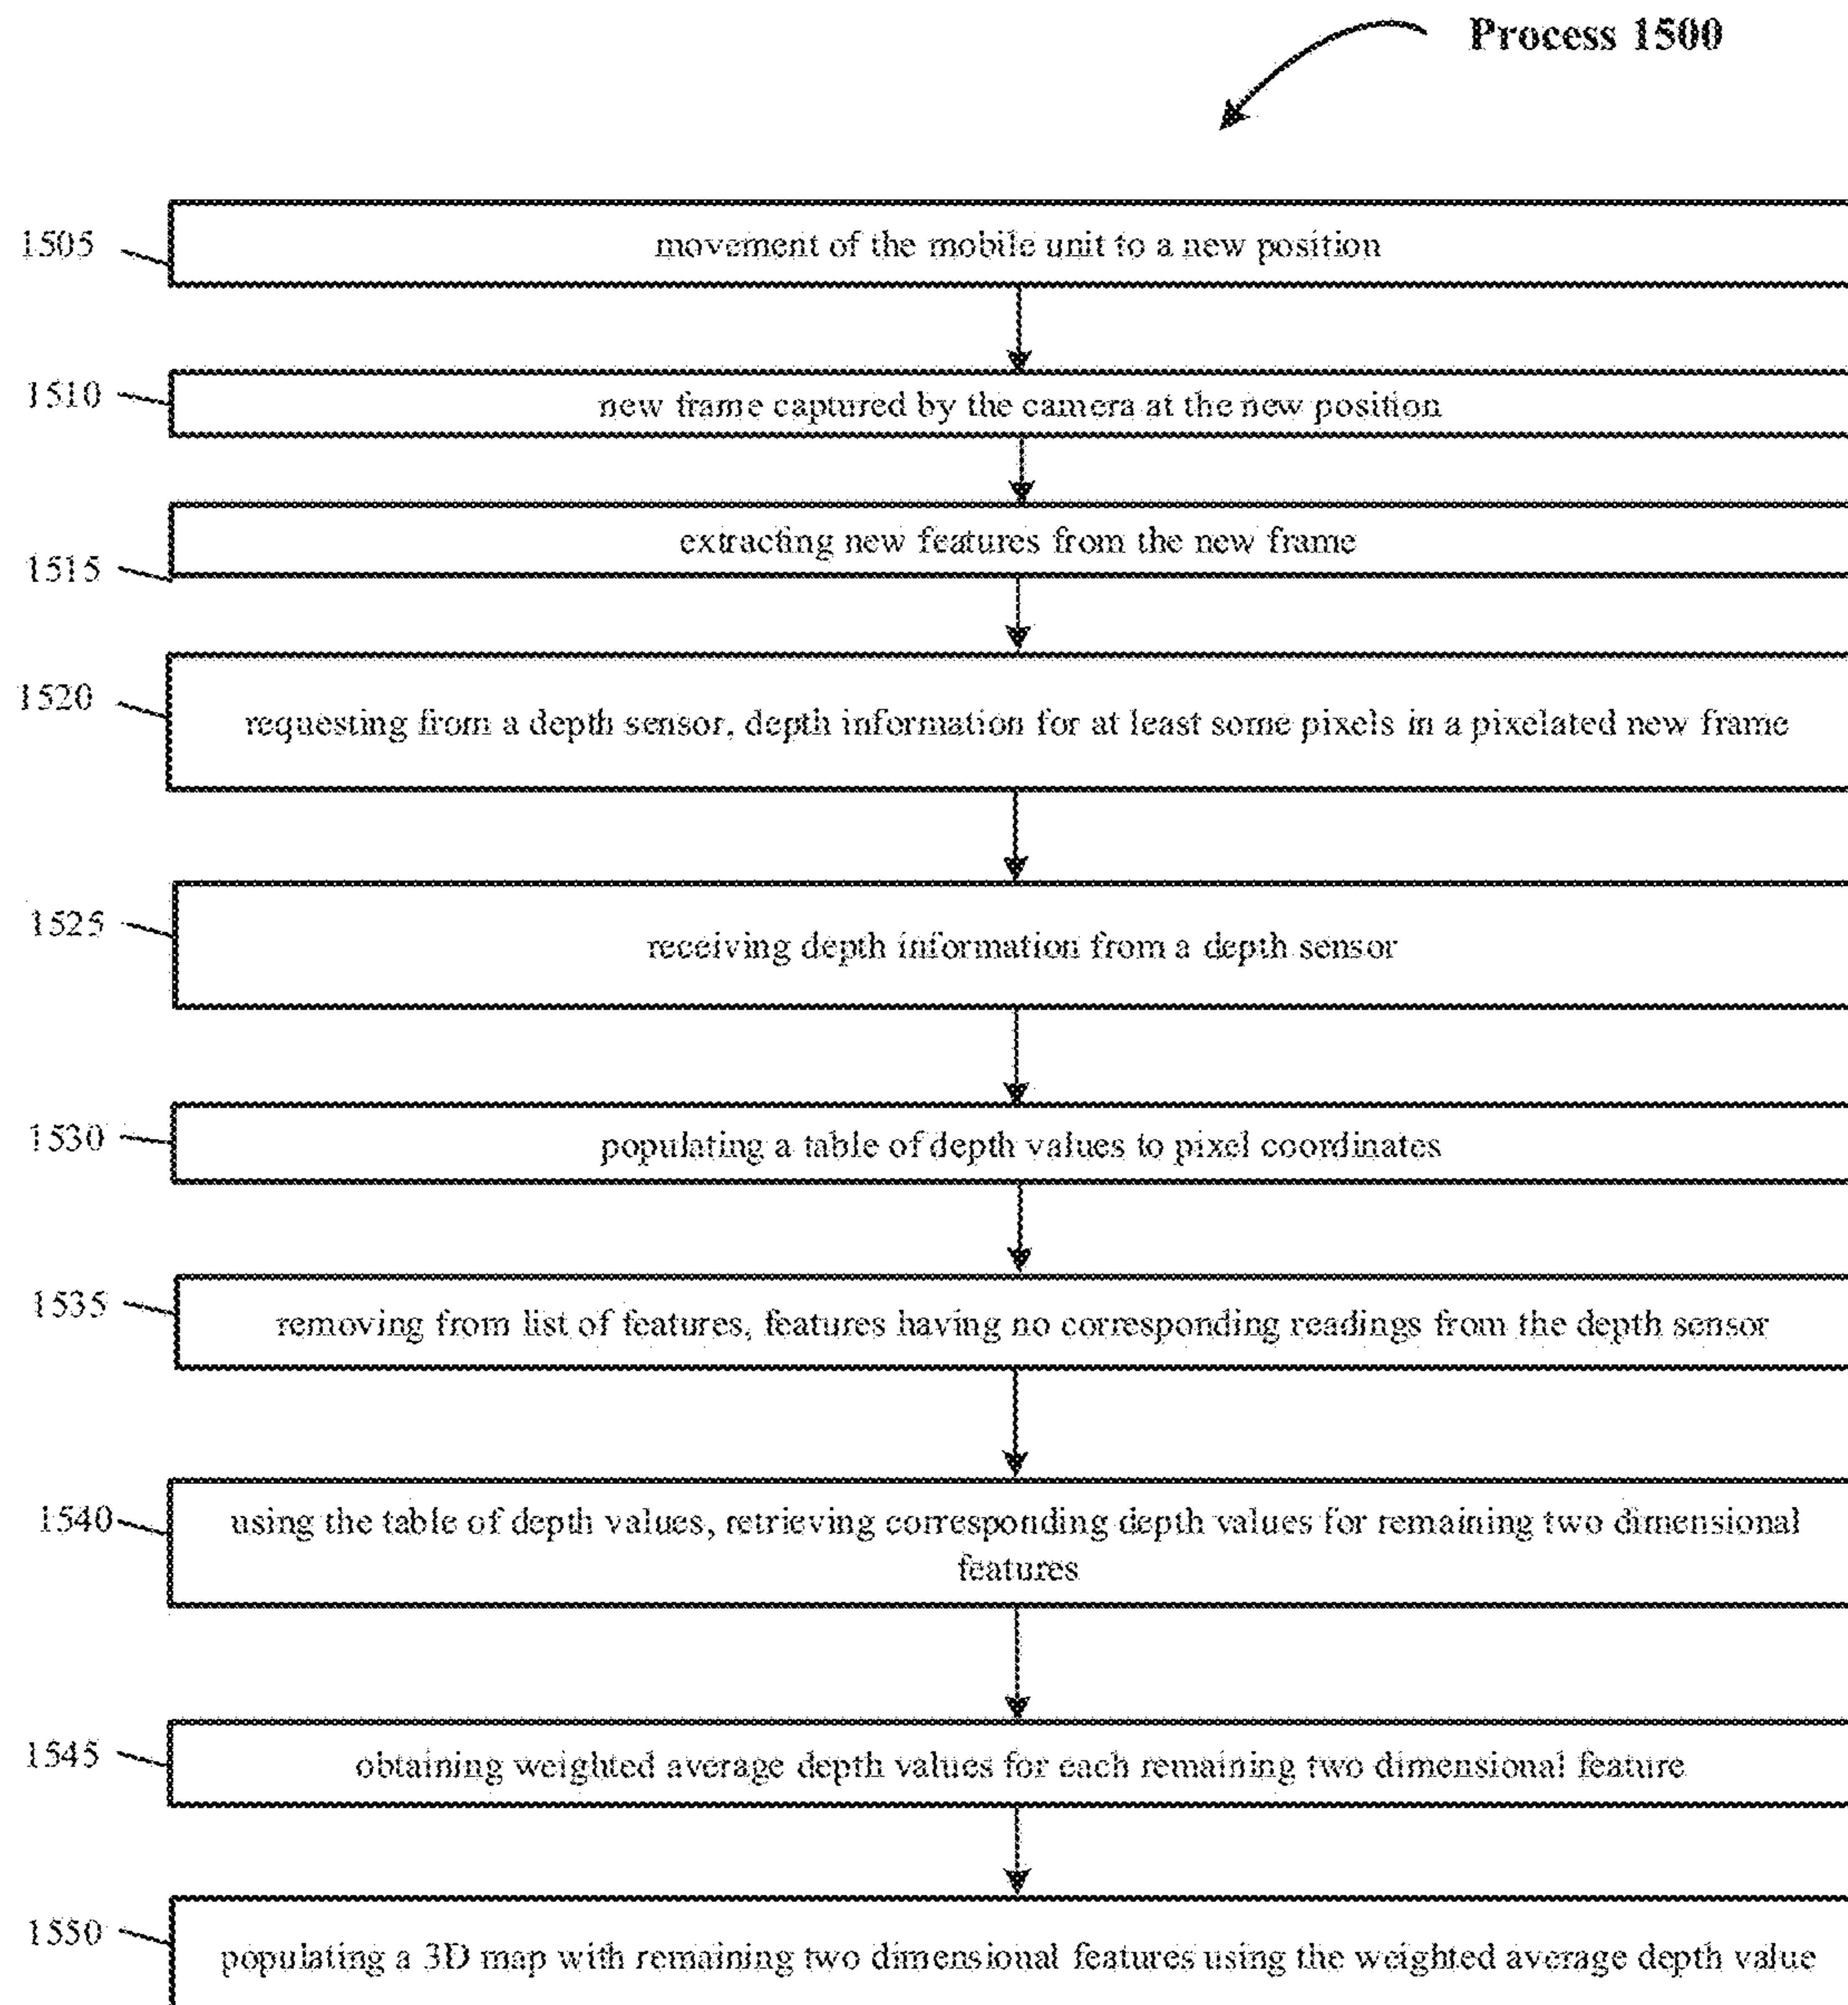 Process 1500
1505
movement of the mobile unit to a new position
1510
new frame captured by the camera at the new position
extracting new features from the new frame
1515
1520
requesting from a depth sensor, depth information for at least some pixels in a pixelated new frame
1525
receiving depth information from a depth sensor
1530
populating a table of depth values to pixel coordinates
1535
removing from list of features, features having no corresponding readings from the depth sensor
1540
using the table of depth values, retrieving corresponding depth values for remaining two dimensional
features
1545
obtaining weighted average depth values for each remaining two dimensional feature
1550
populating a 3D map with remaining two dimensional features using the weighted average depth value